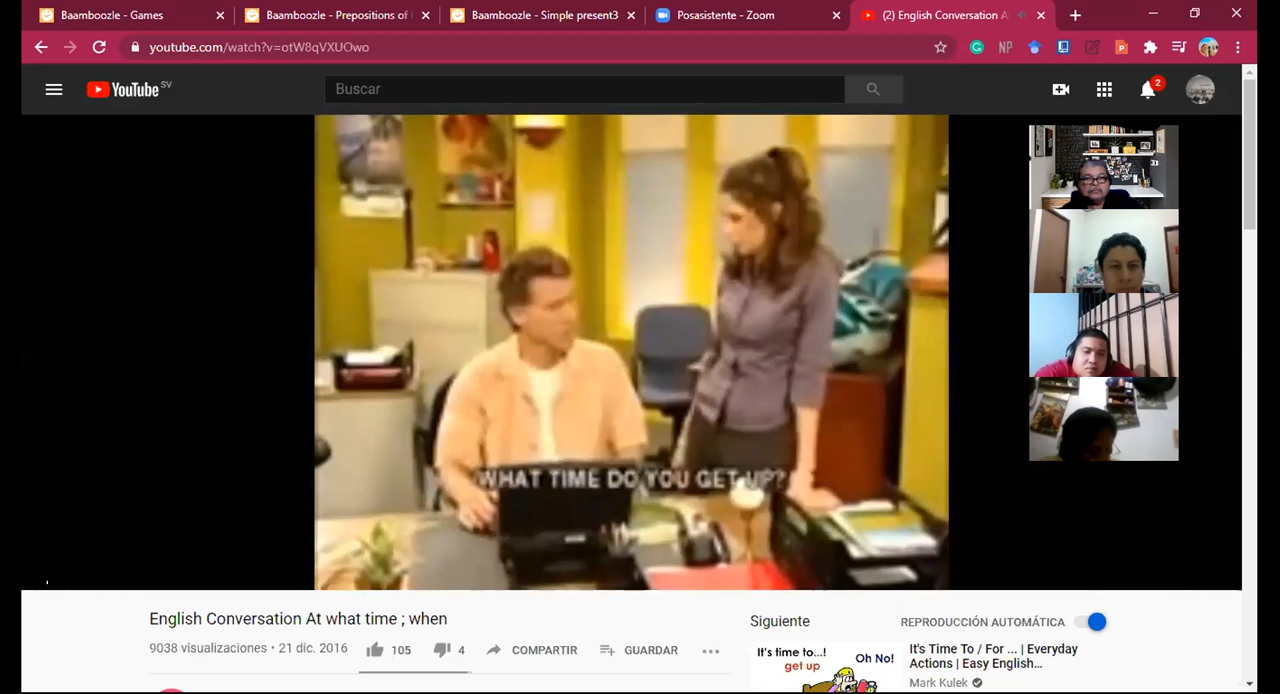 Baamboozle - Games
Baamboozle - Prepositions of
Baamboozle - Simple present3
Posasistente - Zoom
(2) English Conversation A
youtube.com/watch?v=otW8qVXUOwo
NP
YouTube SV
Buscar
2
WHAT TIME DO YOU GET UP?
English Conversation At what time ; when
9038 visualizaciones • 21 dic. 2016
105
4
COMPARTIR
GUARDAR
Siguiente
REPRODUCCIÓN AUTOMÁTICA
It's time to...!
get up
Oh No!
It's Time To / For ... | Everyday
Actions | Easy English...
Mark Kulek